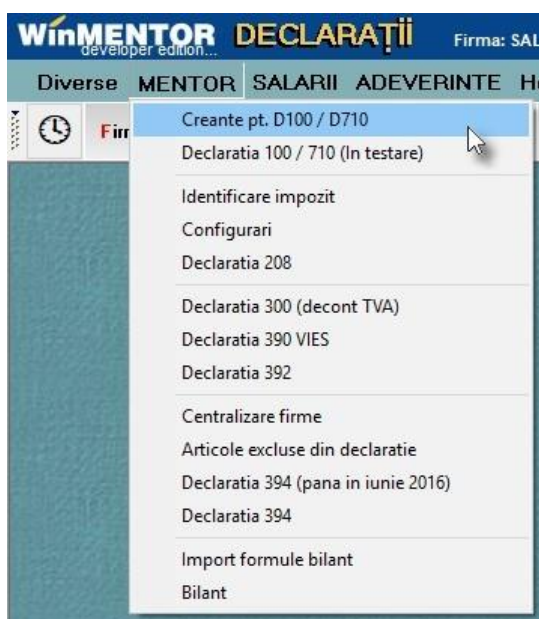 WinMENTOR DECLARAȚII Firma: SAL
developer edition...
Diverse MENTOR SALARII ADEVERINTE
Creante pt. D100 / D710
Declaratia 100 / 710 (In testare)
Identificare impozit
Configurari
Declaratia 208
Declaratia 300 (decont TVA)
Declaratia 390 VIES
Declaratia 392
Centralizare firme
Articole excluse din declaratie
Declaratia 394 (pana in iunie 2016)
Declaratia 394
Import formule bilant
Bilant